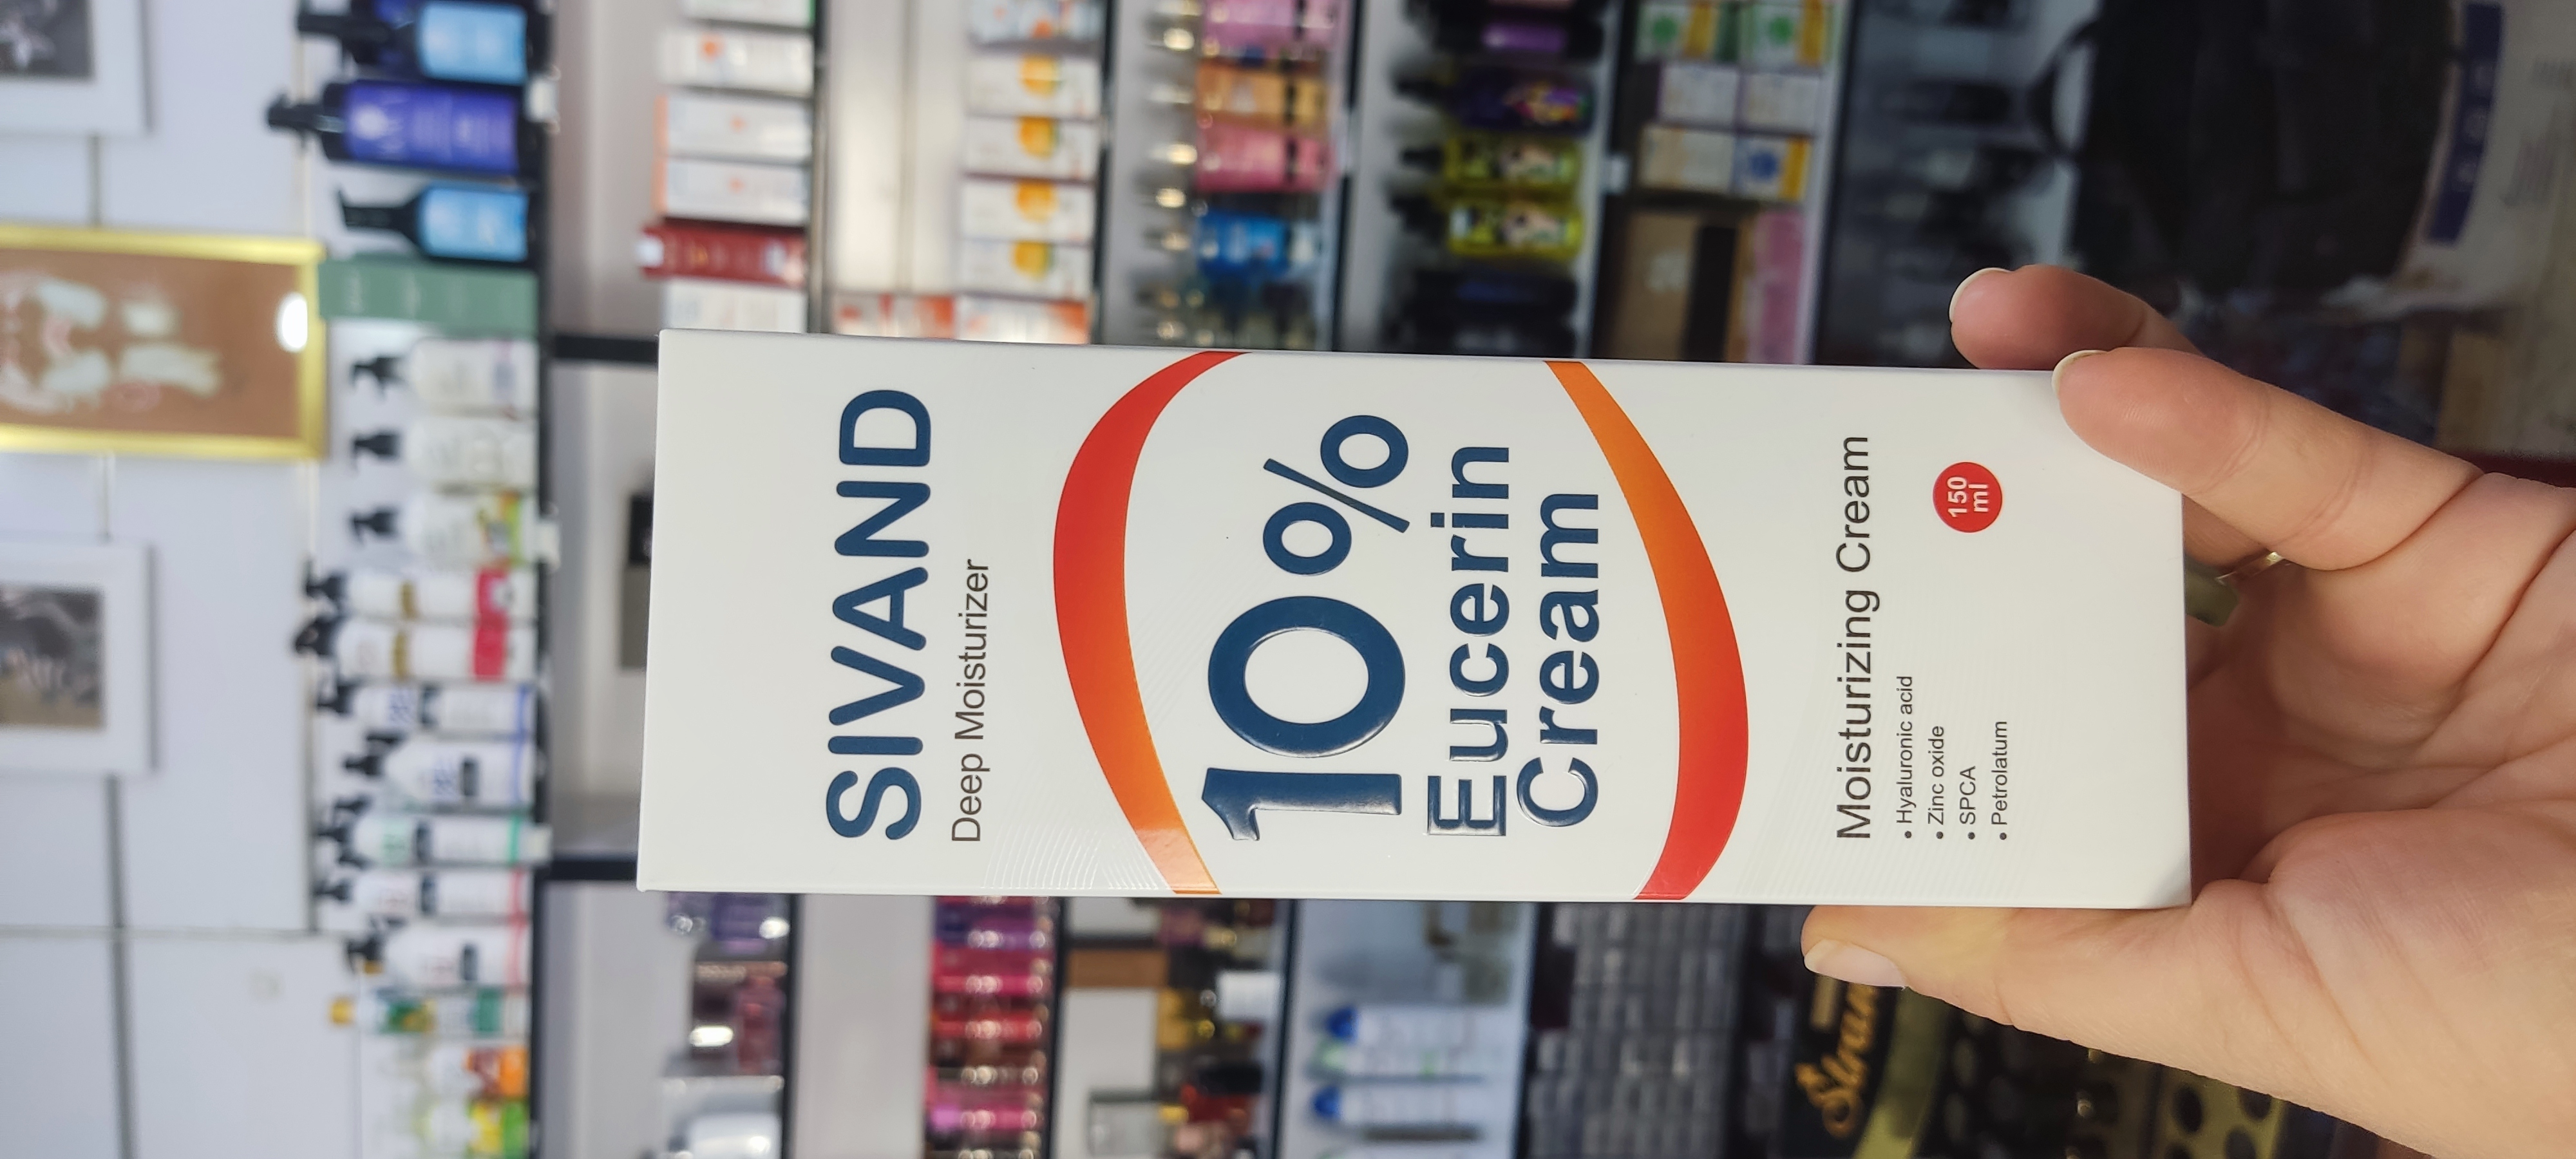 SIVAND
Deep Moisturizer
10%
Eucerin
Cream
Moisturizing Cream
• Hyaluronic acid
• Zinc oxide
• SPCA
• Petrolatum
150
ml